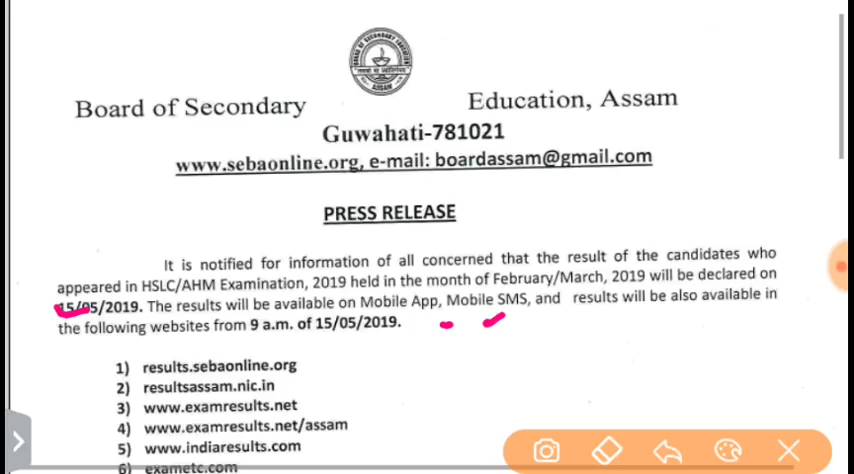 Board of Secondary Education, Assam
Guwahati-781021
www.sebaonline.org, e-mail: boardassam@gmail.com
PRESS RELEASE
It is notified for information of all concerned that the result of the candidates who
appeared in HSLC/AHM Examination, 2019 held in the month of February/March, 2019 will be declared on
15/05/2019. The results will be available on Mobile App, Mobile SMS, and results will be also available in
the following websites from 9 a.m. of 15/05/2019.
1) results.sebaonline.org
2) resultsassam.nic.in
3) www.examresults.net
4) www.examresults.net/assam
5) www.indiaresults.com
6) exametc.com